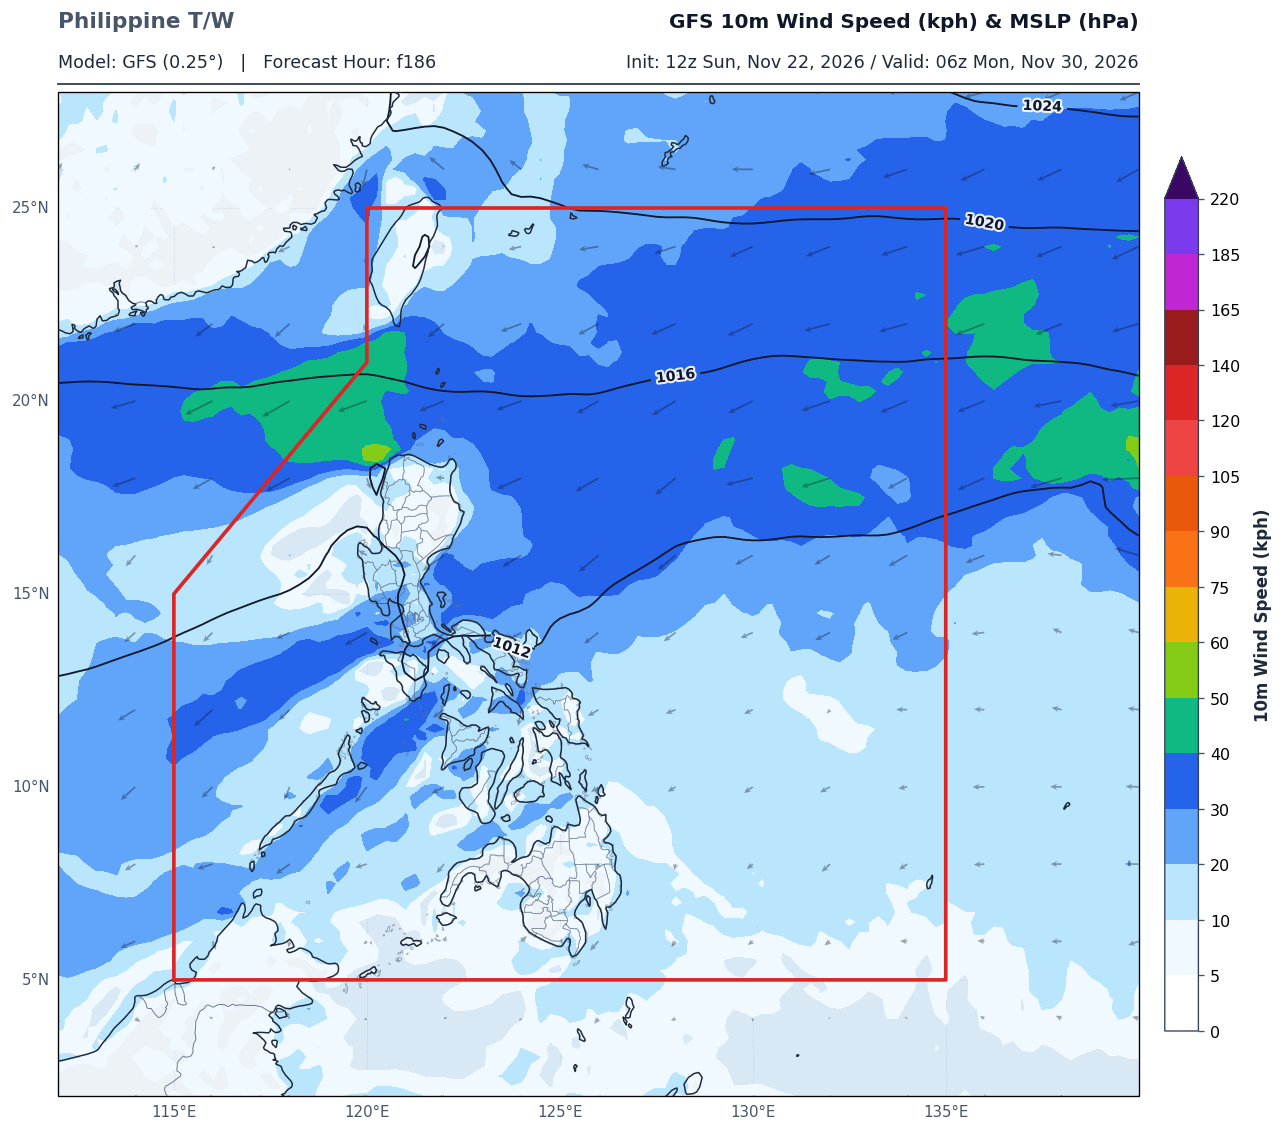 Philippine T/W
GFS 10m Wind Speed (kph) & MSLP (hPa)
Model: GFS (0.25°)   |   Forecast Hour: f186
Init: 12z Sun, Nov 22, 2026 / Valid: 06z Mon, Nov 30, 2026
1024
1020
1016
1012
25°N
20°N
15°N
10°N
5°N
115°E
120°E
125°E
130°E
135°E
220
185
165
140
120
105
90
75
60
50
40
30
20
10
5
0
10m Wind Speed (kph)